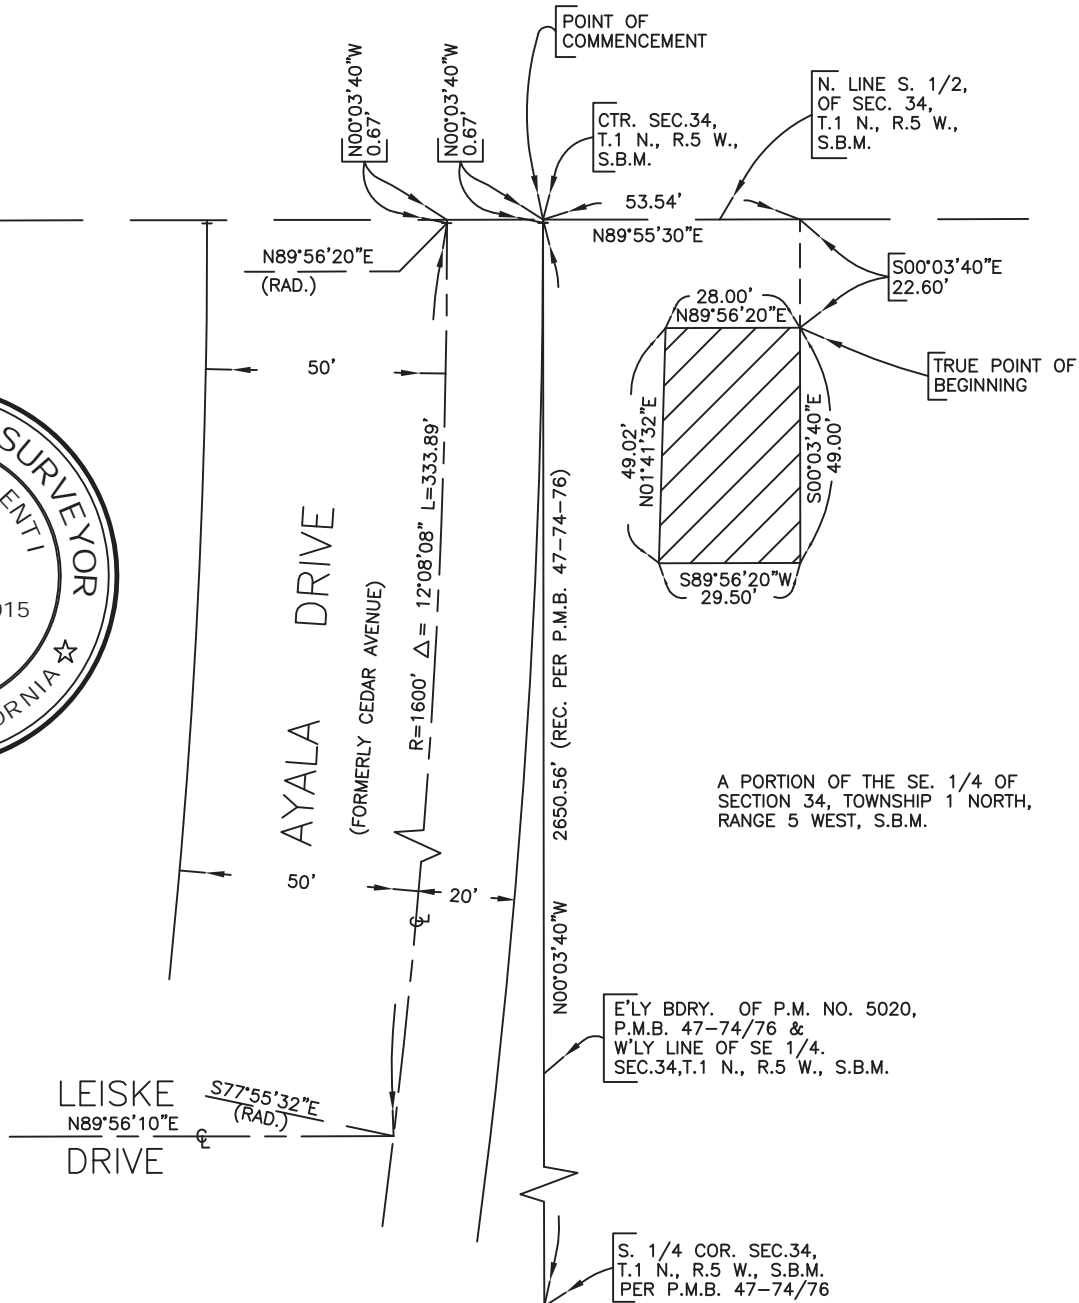 POINT OF
COMMENCEMENT
N00°03'40"W
0.67'
N00°03'40"W
0.67'
CTR. SEC.34,
T.1 N., R.5 W.,
S.B.M.
N. LINE S. 1/2,
OF SEC. 34,
T.1 N., R.5 W.,
S.B.M.
53.54'
N89°55'30"E
N89°56'20"E
(RAD.)
S00°03'40"E
22.60'
28.00'
N89°56'20"E
TRUE POINT OF
BEGINNING
50'
49.02'
N01°41'32"E
S00°03'40"E
49.00'
S89°56'20"W
29.50'
SURVEYOR
ENT I
015
ORNIA
AYALA DRIVE
(FORMERLY CEDAR AVENUE)
R=1600' Δ= 12°08'08" L=333.89'
N00°03'40"W 2650.56' (REC. PER P.M.B. 47-74-76)
A PORTION OF THE SE. 1/4 OF
SECTION 34, TOWNSHIP 1 NORTH,
RANGE 5 WEST, S.B.M.
50'
20'
℄
E'LY BDRY. OF P.M. NO. 5020,
P.M.B. 47-74/76 &
W'LY LINE OF SE 1/4.
SEC.34,T.1 N., R.5 W., S.B.M.
LEISKE
S77°55'32"E
(RAD.)
N89°56'10"E
℄
DRIVE
S. 1/4 COR. SEC.34,
T.1 N., R.5 W., S.B.M.
PER P.M.B. 47-74/76